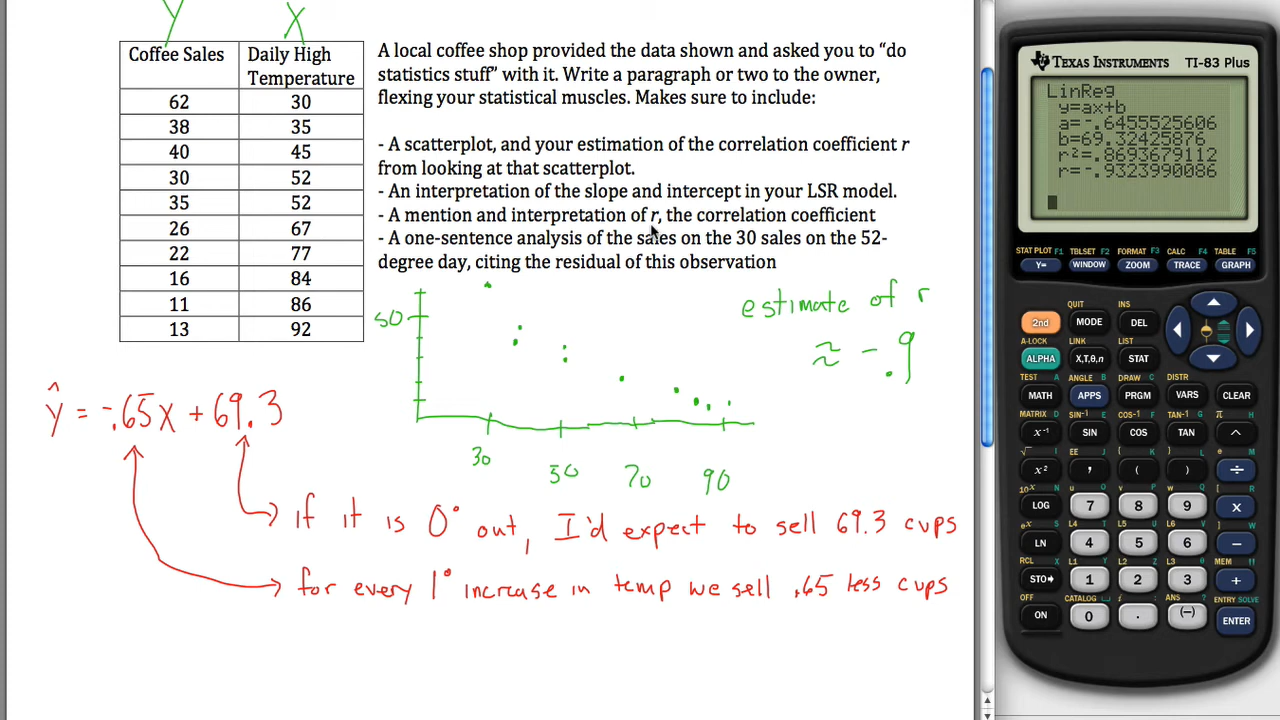 Y X
Coffee Sales Daily High
Temperature
62 30
38 35
40 45
30 52
35 52
26 67
22 77
16 84
11 86
13 92
A local coffee shop provided the data shown and asked you to “do
statistics stuff” with it. Write a paragraph or two to the owner,
flexing your statistical muscles. Makes sure to include:
- A scatterplot, and your estimation of the correlation coefficient r
from looking at that scatterplot.
- An interpretation of the slope and intercept in your LSR model.
- A mention and interpretation of r, the correlation coefficient
- A one-sentence analysis of the sales on the 30 sales on the 52-
degree day, citing the residual of this observation
50
30 50 70 90
estimate of r
≈ -.9
ŷ = -.65x + 69.3
If it is 0° out, I'd expect to sell 69.3 cups
for every 1° increase in temp we sell .65 less cups
TEXAS INSTRUMENTS TI-83 Plus
LinReg
y=ax+b
a=-.6455525606
b=69.32425876
r²=.8693679112
r=-.9323990086
STAT PLOT F1 TBLSET F2 FORMAT F3 CALC F4 TABLE F5
Y= WINDOW ZOOM TRACE GRAPH
QUIT INS
2nd MODE DEL
A-LOCK LINK LIST
ALPHA X,T,θ,n STAT
TEST A ANGLE B DRAW C DISTR
MATH APPS PRGM VARS CLEAR
MATRIX D SIN⁻¹ E COS⁻¹ F TAN⁻¹ G π H
x⁻¹ SIN COS TAN ^
√ I EE J { K } L e M
x² , ( ) ÷
10ˣ N u O v P w Q [ R
LOG 7 8 9 ×
eˣ S L4 T L5 U L6 V ] W
LN 4 5 6 −
RCL X L1 Y L2 Z L3 θ MEM "
STO▸ 1 2 3 +
OFF CATALOG ␣ i : ANS ? ENTRY SOLVE
ON 0 . (−) ENTER